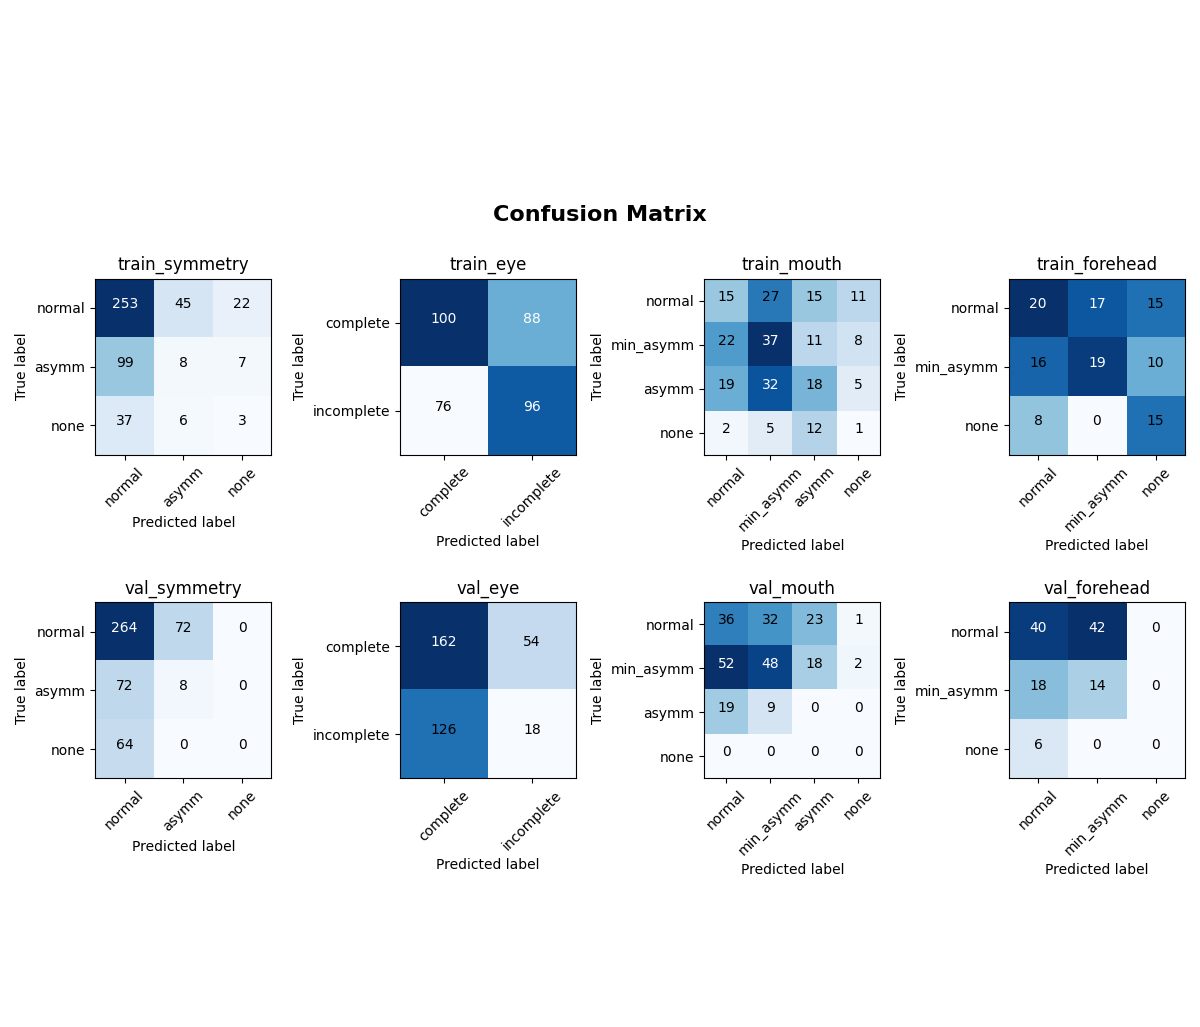 Confusion Matrix
train_symmetry
train_eye
train_mouth
train_forehead
True label
normal
253 45 22
asymm
99 8 7
none
37 6 3
normal asymm none
Predicted label
True label
complete
100 88
incomplete
76 96
complete incomplete
Predicted label
True label
normal
15 27 15 11
min_asymm
22 37 11 8
asymm
19 32 18 5
none
2 5 12 1
normal min_asymm asymm none
Predicted label
True label
normal
20 17 15
min_asymm
16 19 10
none
8 0 15
normal min_asymm none
Predicted label
val_symmetry
val_eye
val_mouth
val_forehead
True label
normal
264 72 0
asymm
72 8 0
none
64 0 0
normal asymm none
Predicted label
True label
complete
162 54
incomplete
126 18
complete incomplete
Predicted label
True label
normal
36 32 23 1
min_asymm
52 48 18 2
asymm
19 9 0 0
none
0 0 0 0
normal min_asymm asymm none
Predicted label
True label
normal
40 42 0
min_asymm
18 14 0
none
6 0 0
normal min_asymm none
Predicted label